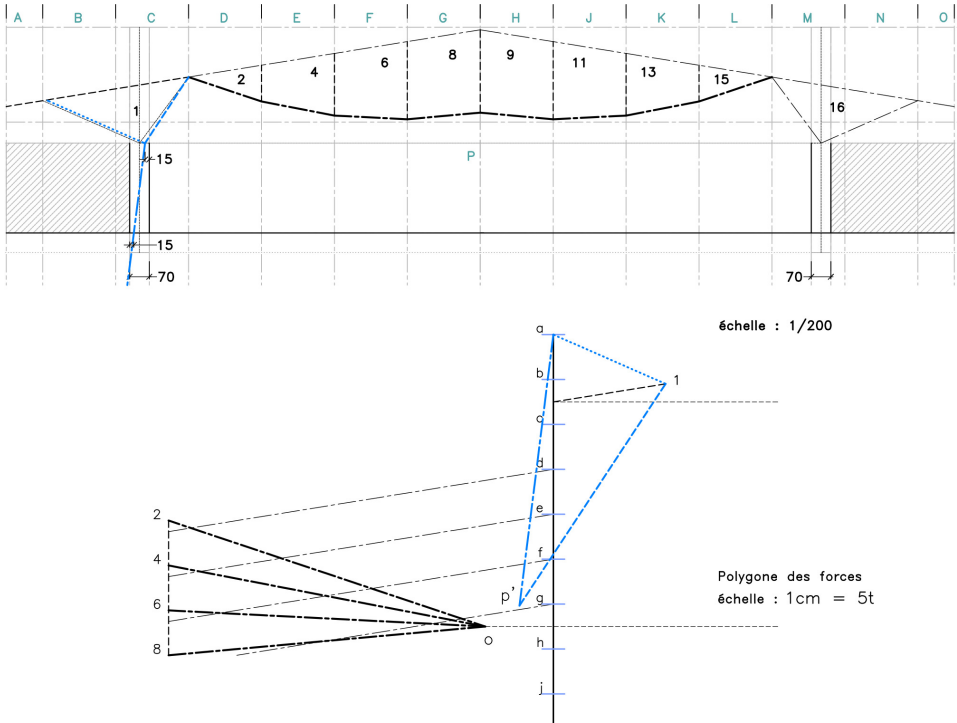 A B C D E F G H J K L M N O
1 2 4 6 8 9 11 13 15 16
15
P
15
70 70
a
échelle : 1/200
b
1
c
d
2
e
4
f
Polygone des forces
p'
g
échelle : 1cm = 5t
6
o
8
h
j